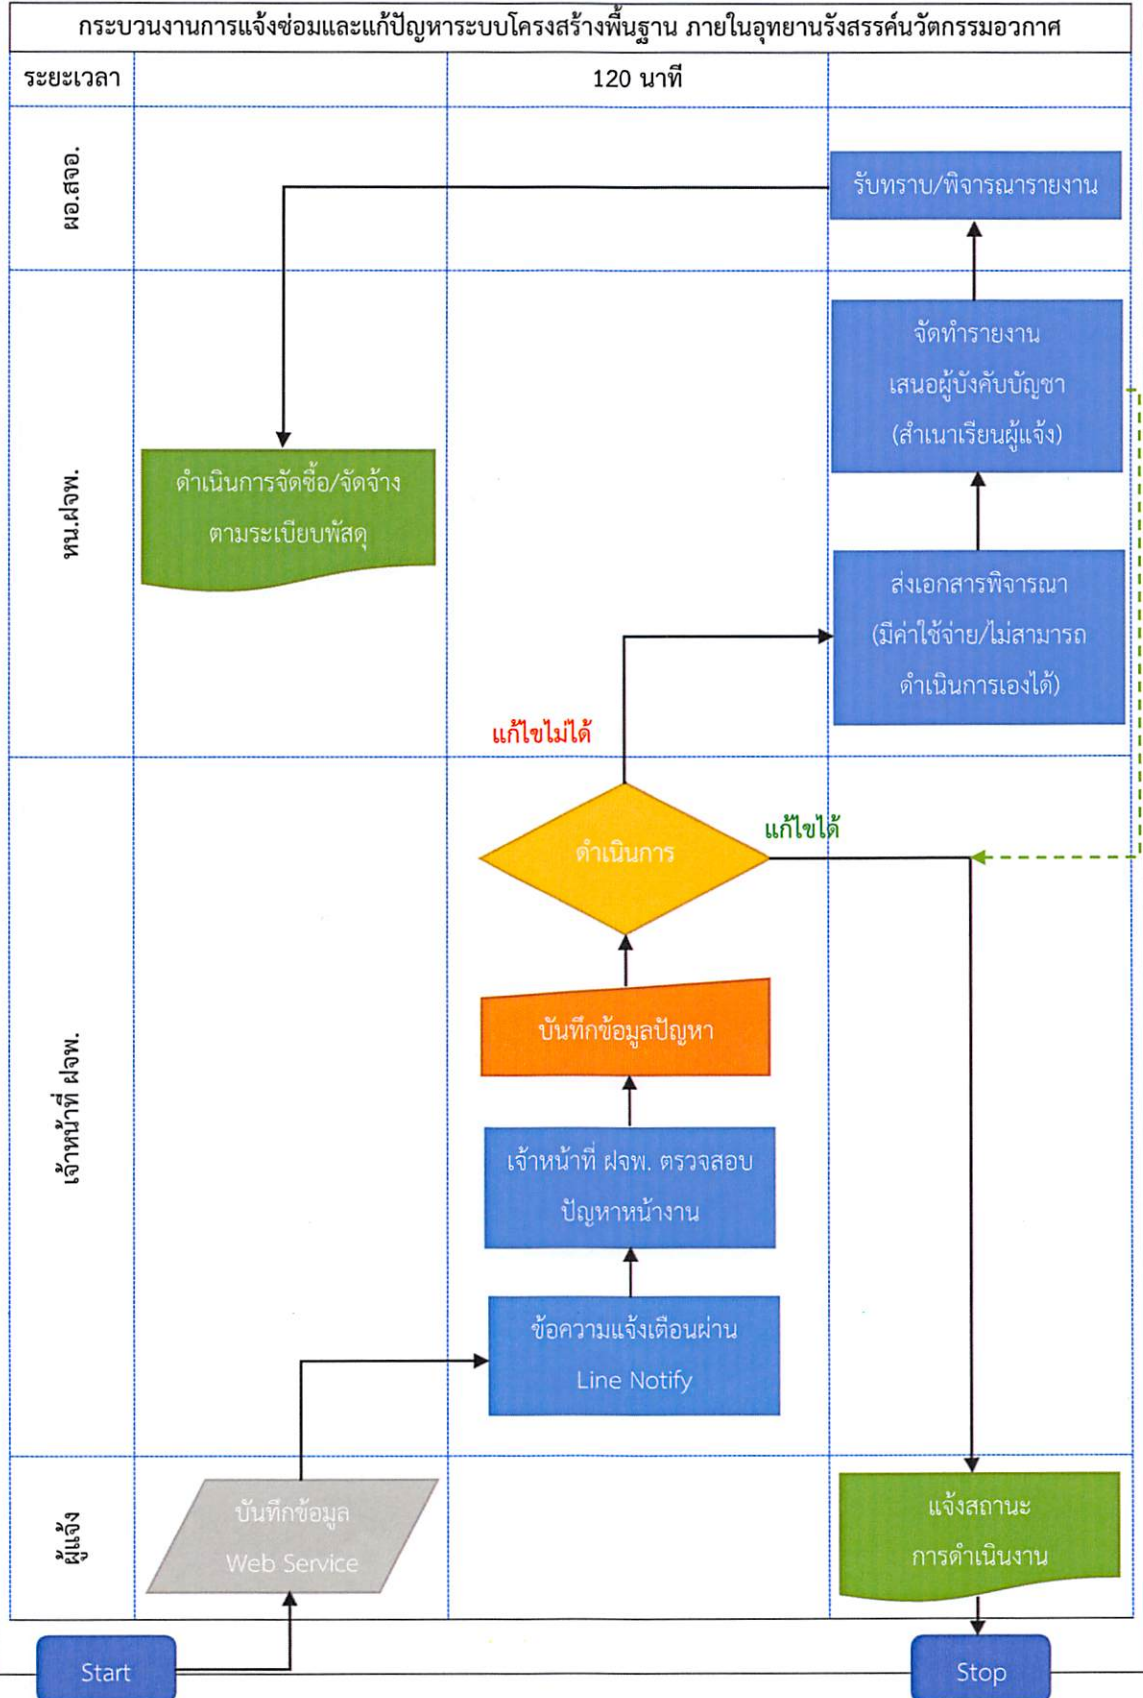 กระบวนงานการแจ้งซ่อมและแก้ปัญหาระบบโครงสร้างพื้นฐาน ภายในอุทยานรังสรรค์นวัตกรรมอวกาศ
ระยะเวลา
120 นาที
ผอ.สจอ.
รับทราบ/พิจารณารายงาน
หน.ฝจพ.
จัดทำรายงาน
เสนอผู้บังคับบัญชา
(สำเนาเรียนผู้แจ้ง)
ดำเนินการจัดซื้อ/จัดจ้าง
ตามระเบียบพัสดุ
ส่งเอกสารพิจารณา
(มีค่าใช้จ่าย/ไม่สามารถ
ดำเนินการเองได้)
แก้ไขไม่ได้
เจ้าหน้าที่ ฝจพ.
ดำเนินการ
แก้ไขได้
บันทึกข้อมูลปัญหา
เจ้าหน้าที่ ฝจพ. ตรวจสอบ
ปัญหาหน้างาน
ข้อความแจ้งเตือนผ่าน
Line Notify
ผู้แจ้ง
บันทึกข้อมูล
Web Service
แจ้งสถานะ
การดำเนินงาน
Start
Stop